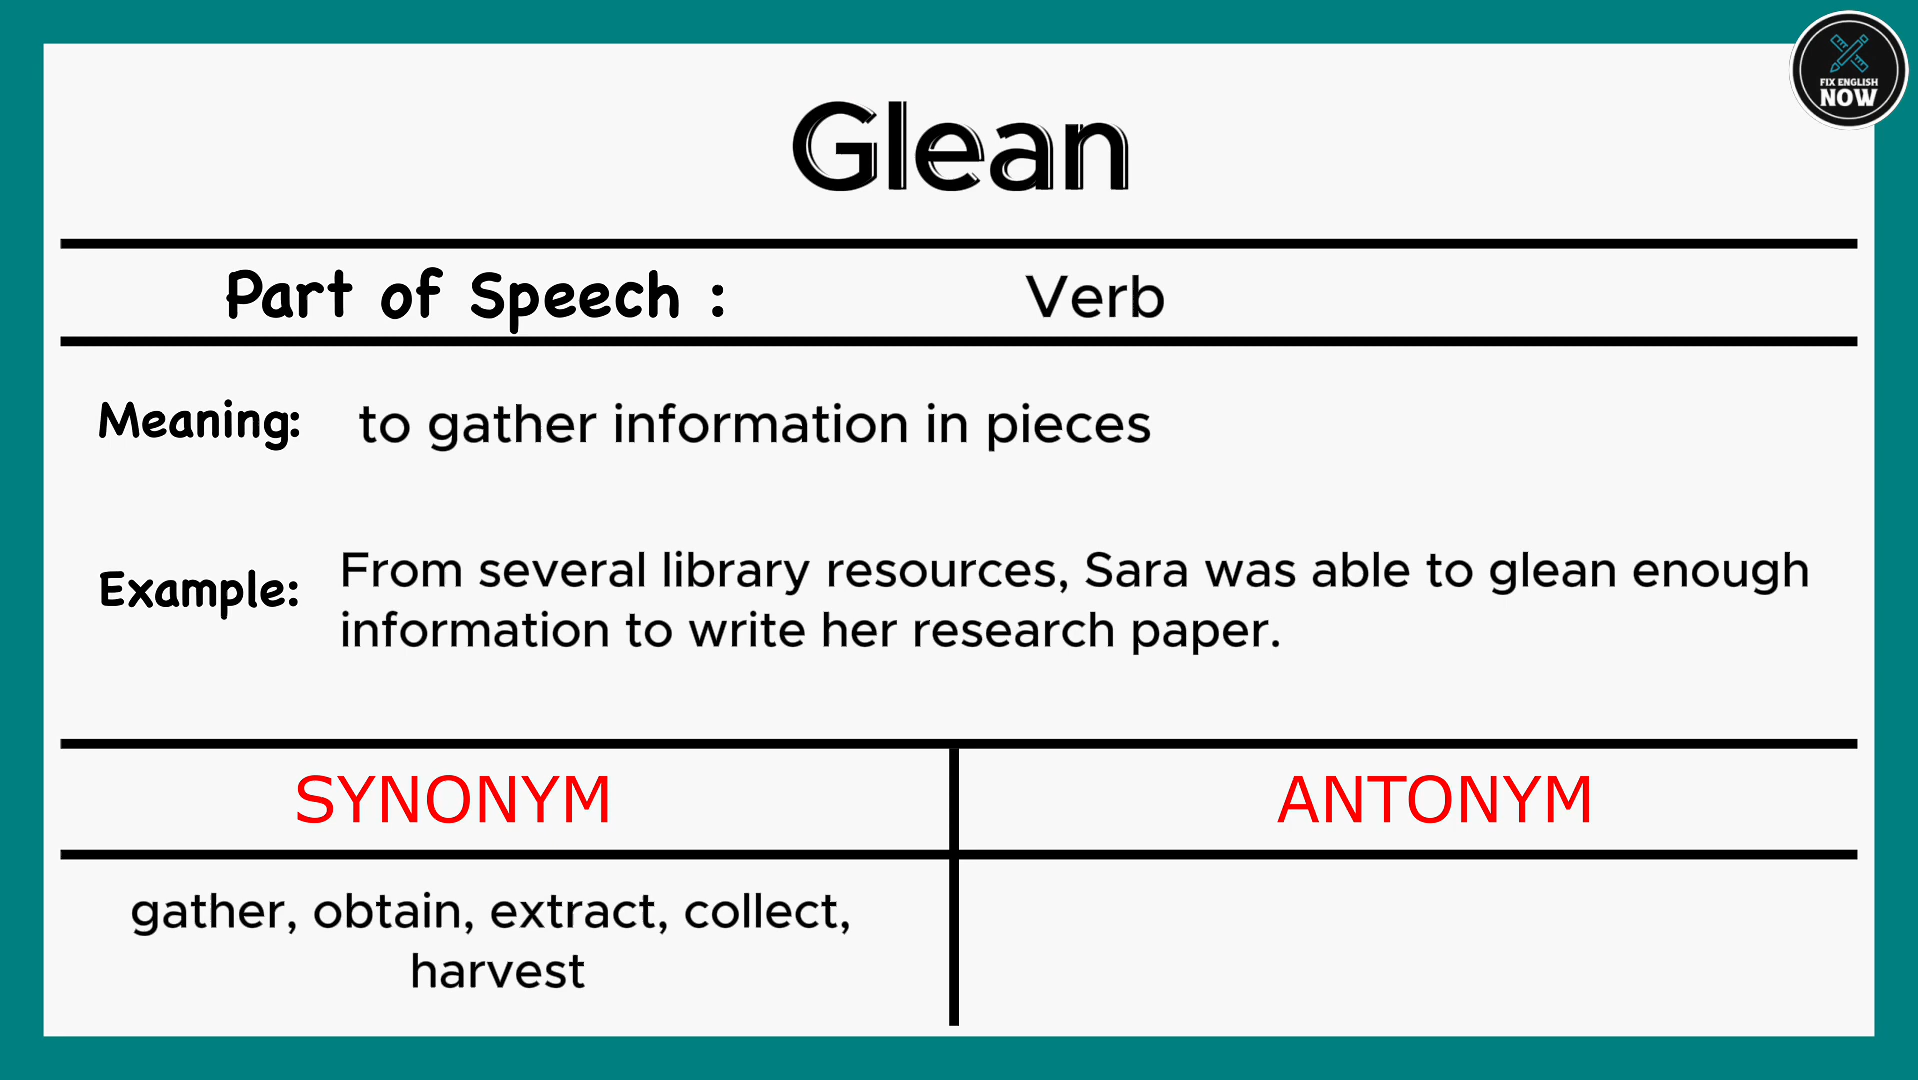 FIX ENGLISH
NOW
Glean
Part of Speech :
Verb
Meaning:
to gather information in pieces
Example:
From several library resources, Sara was able to glean enough
information to write her research paper.
SYNONYM
ANTONYM
gather, obtain, extract, collect,
harvest